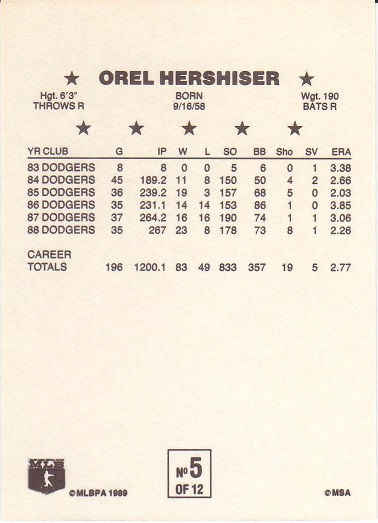 ★ OREL HERSHISER ★
Hgt. 6'3" BORN Wgt. 190
THROWS R 9/16/58 BATS R
★ ★ ★ ★ ★
YR CLUB G IP W L SO BB Sho SV ERA
83 DODGERS 8 8 0 0 5 6 0 1 3.38
84 DODGERS 45 189.2 11 8 150 50 4 2 2.66
85 DODGERS 36 239.2 19 3 157 68 5 0 2.03
86 DODGERS 35 231.1 14 14 153 86 1 0 3.85
87 DODGERS 37 264.2 16 16 190 74 1 1 3.06
88 DODGERS 35 267 23 8 178 73 8 1 2.26
CAREER
TOTALS 196 1200.1 83 49 833 357 19 5 2.77
No 5
OF 12
©MLBPA 1989 ©MSA